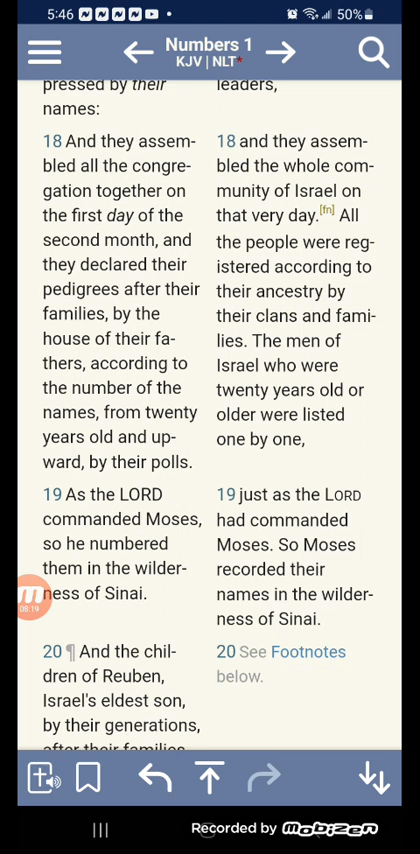 5:46
50%
Numbers 1
KJV | NLT*
pressed by their
names:
18 And they assem-
bled all the congre-
gation together on
the first day of the
second month, and
they declared their
pedigrees after their
families, by the
house of their fa-
thers, according to
the number of the
names, from twenty
years old and up-
ward, by their polls.
19 As the LORD
commanded Moses,
so he numbered
them in the wilder-
ness of Sinai.
20 ¶ And the chil-
dren of Reuben,
Israel's eldest son,
by their generations,
after their families
leaders,
18 and they assem-
bled the whole com-
munity of Israel on
that very day.[fn] All
the people were reg-
istered according to
their ancestry by
their clans and fami-
lies. The men of
Israel who were
twenty years old or
older were listed
one by one,
19 just as the LORD
had commanded
Moses. So Moses
recorded their
names in the wilder-
ness of Sinai.
20 See Footnotes
below.
08:19
Recorded by Mobizen